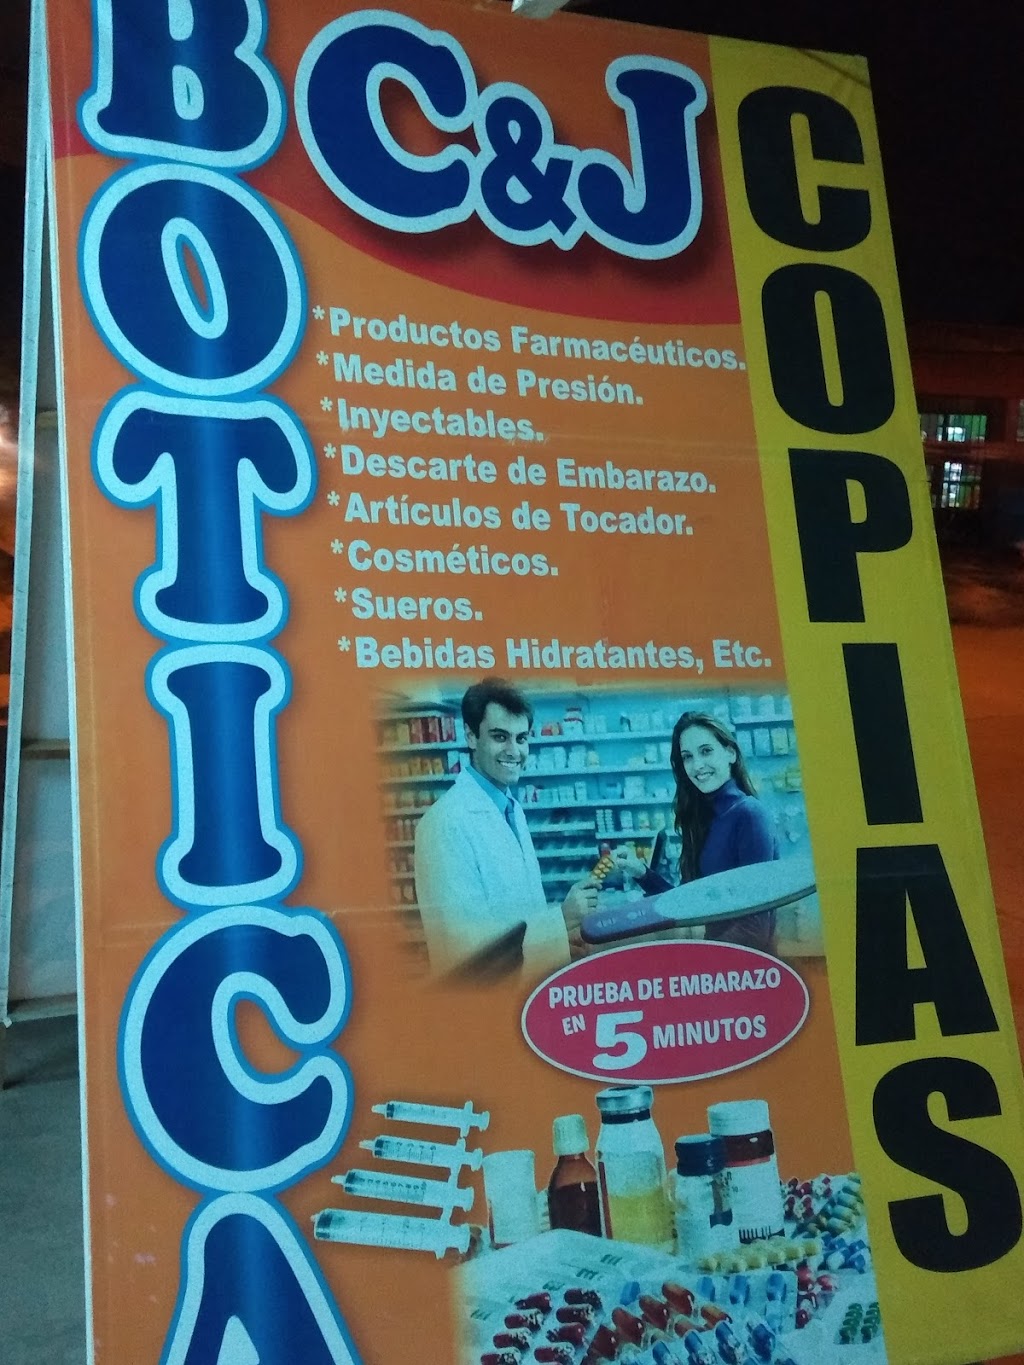 BOTICA
C&J
*Productos Farmacéuticos.
*Medida de Presión.
*Inyectables.
*Descarte de Embarazo.
*Artículos de Tocador.
*Cosméticos.
*Sueros.
*Bebidas Hidratantes, Etc.
PRUEBA DE EMBARAZO
EN 5 MINUTOS
COPIAS